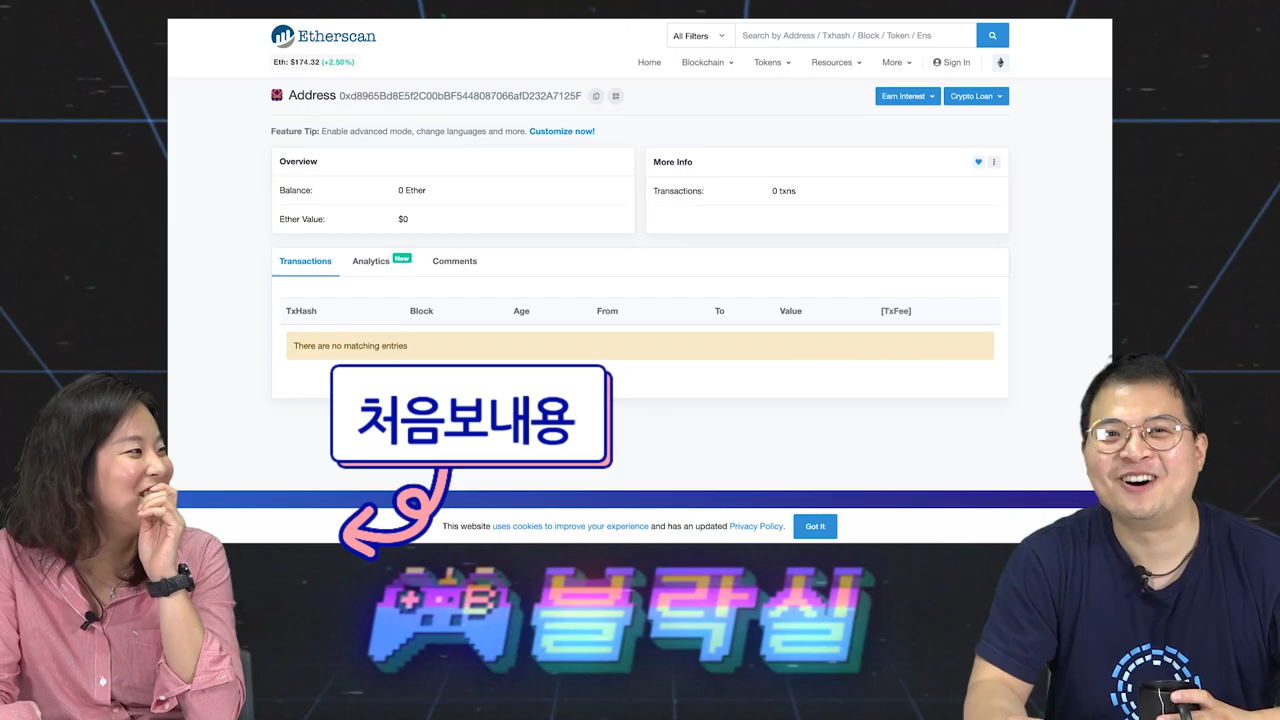 Etherscan
All Filters
Search by Address / Txhash / Block / Token / Ens
Eth: $174.32 (+2.50%)
Home Blockchain Tokens Resources More Sign In
Address 0xd8965Bd8E5f2C00bBF5448087066afD232A7125F
Earn Interest Crypto Loan
Feature Tip: Enable advanced mode, change languages and more. Customize now!
Overview
Balance: 0 Ether
Ether Value: $0
More Info
Transactions: 0 txns
Transactions Analytics New Comments
TxHash Block Age From To Value [TxFee]
There are no matching entries
처음보내용
This website uses cookies to improve your experience and has an updated Privacy Policy. Got It
블락실